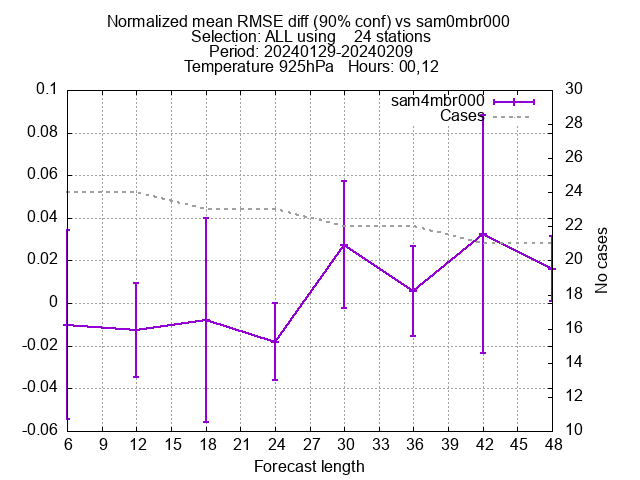 Normalized mean RMSE diff (90% conf) vs sam0mbr000
Selection: ALL using    24 stations
Period: 20240129-20240209
Temperature 925hPa   Hours: 00,12
sam4mbr000
Cases
0.1
0.08
0.06
0.04
0.02
0
-0.02
-0.04
-0.06
30
28
26
24
22
20
18
16
14
12
10
No cases
6 9 12 15 18 21 24 27 30 33 36 39 42 45 48
Forecast length